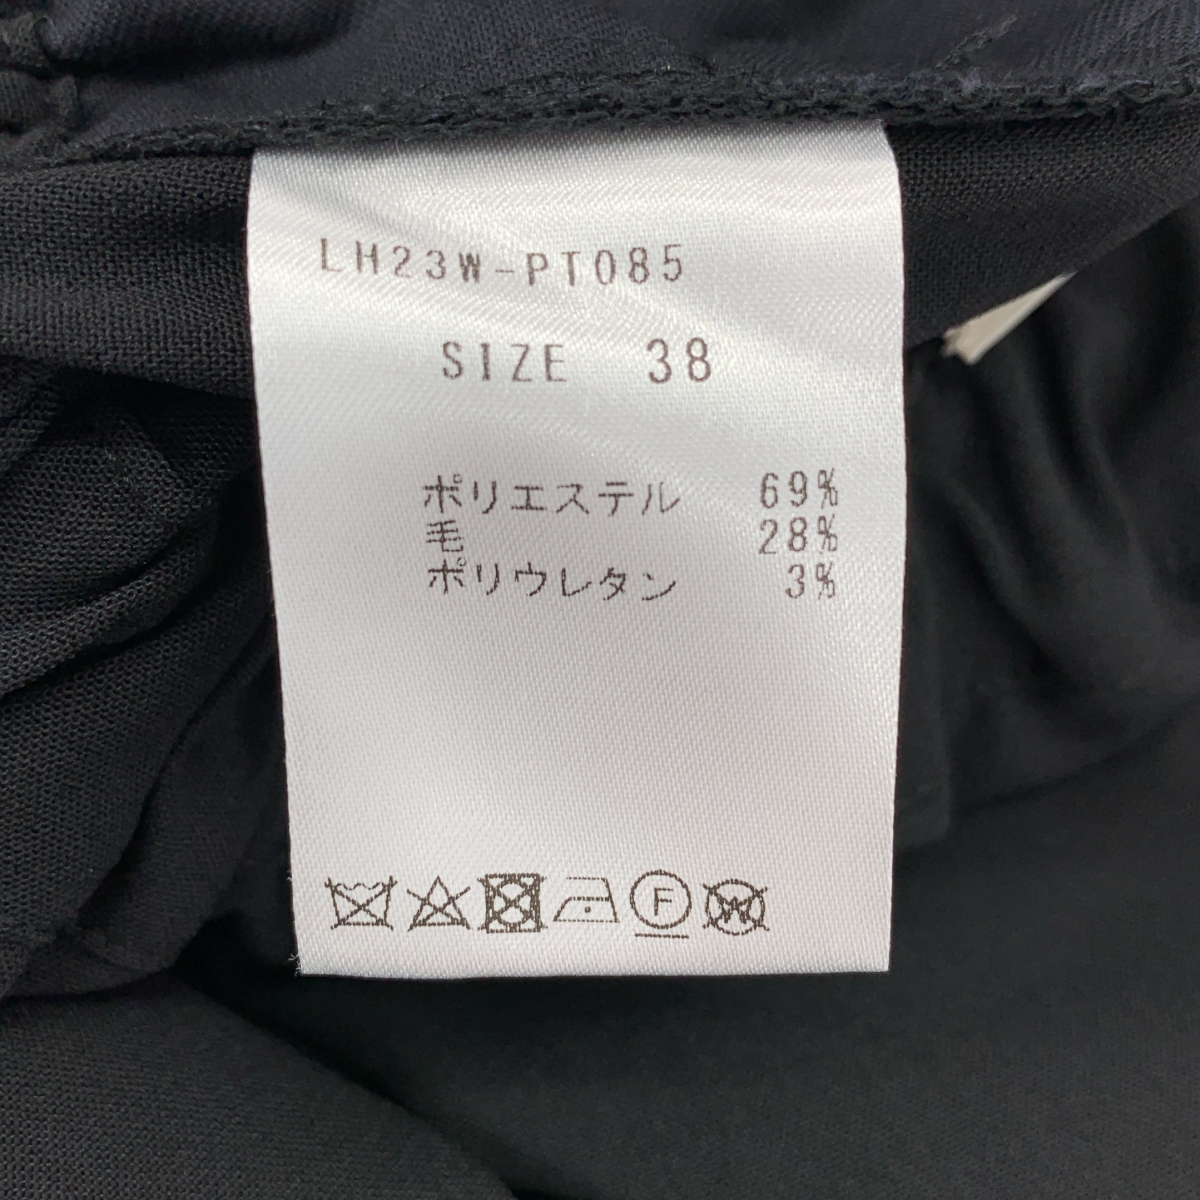 LH23W-PT085
SIZE 38
ポリエステル 69%
毛 28%
ポリウレタン 3%
F W